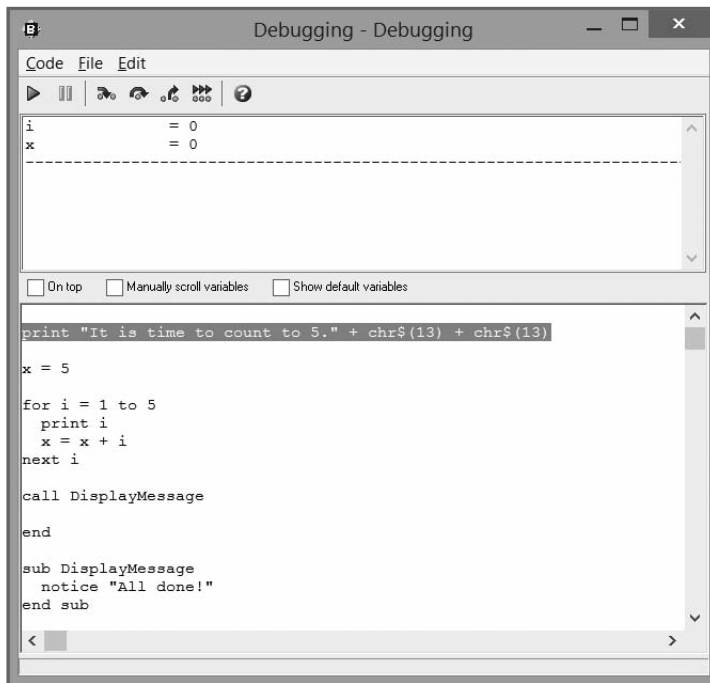 Debugging - Debugging
Code File Edit
i = 0
x = 0
--------------------------------------------------------------------------
On top Manually scroll variables Show default variables
print "It is time to count to 5." + chr$(13) + chr$(13)
x = 5
for i = 1 to 5
  print i
  x = x + i
next i
call DisplayMessage
end
sub DisplayMessage
  notice "All done!"
end sub